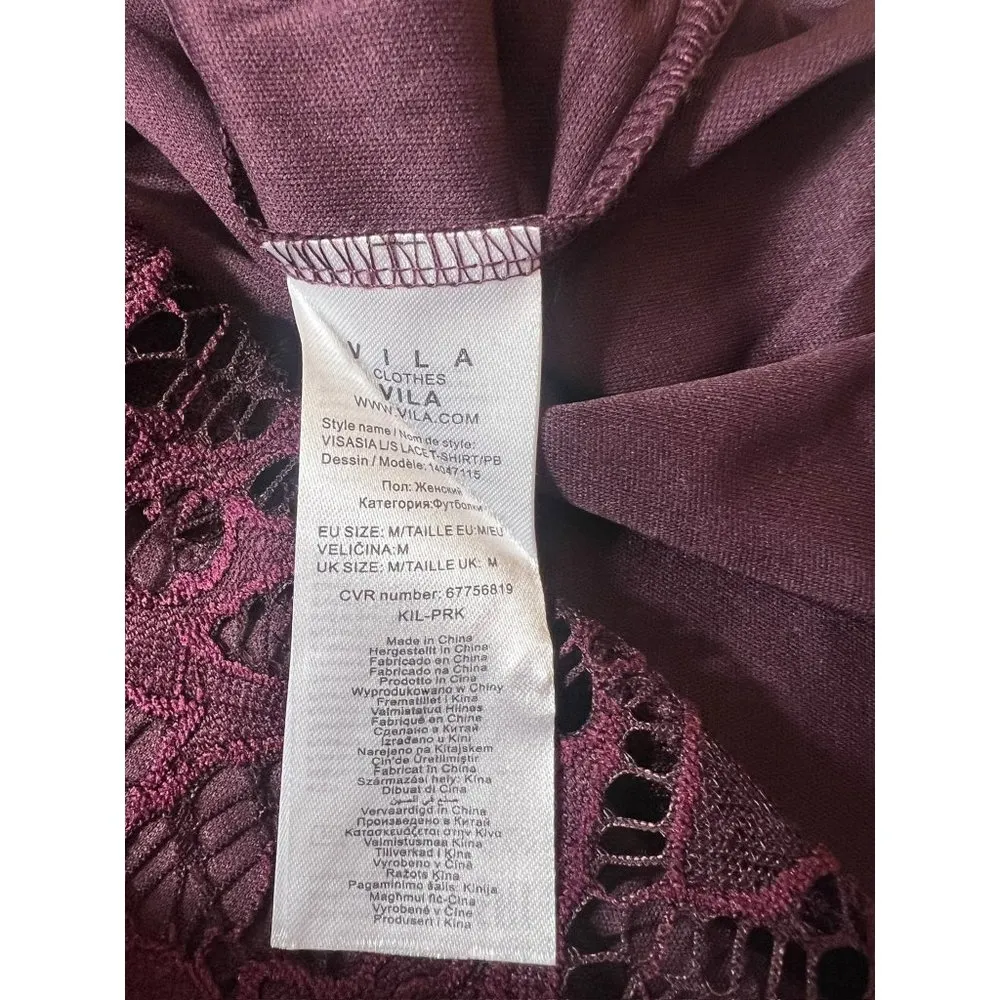 VILA
CLOTHES
VILA
WWW.VILA.COM
Style name / Nom de style:
VISASIA L/S LACE T-SHIRT/PB
Dessin / Modèle: 14047115
Пол: Женский
Категория:Футболки
EU SIZE: M/TAILLE EU:M/EU
VELIČINA:M
UK SIZE: M/TAILLE UK: M
CVR number: 67756819
KIL-PRK
Made in China
Hergestellt in China
Fabricado en China
Fabricado na China
Prodotto in Cina
Wyprodukowano w Chiny
Fremstillet i Kina
Valmistatud Hiinas
Fabriqué en Chine
Сделано в Китай
Izrađeno u Kini
Narejeno na Kitajskem
Çin'de Üretilmiştir
Fabricat în China
Származási hely: Kína
Dibuat di Cina
صنع في الصين
Vervaardigd in China
Произведено в Китай
Κατασκευάζεται στην Κίνα
Valmistusmaa Kiina
Tillverkad i Kina
Vyrobeno v Číně
Ražots Ķīna
Pagaminimo šalis: Kinija
Magħmul fiċ-Ċina
Vyrobené v Číne
Produsert i Kina